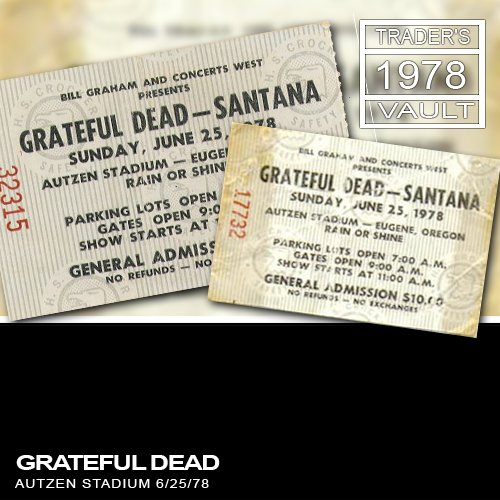 TRADER'S
1978
VAULT
BILL GRAHAM AND CONCERTS WEST
PRESENTS
GRATEFUL DEAD—SANTANA
SUNDAY, JUNE 25, 1978
AUTZEN STADIUM — EUGE
RAIN OR SHIN
PARKING LOTS OPEN
GATES OPEN 9:0
SHOW STARTS AT
GENERAL ADMISS
NO REFUNDS — NO
32315
BILL GRAHAM AND CONCERTS WEST
PRESENTS
GRATEFUL DEAD—SANTANA
SUNDAY, JUNE 25, 1978
AUTZEN STADIUM — EUGENE, OREGON
RAIN OR SHINE
PARKING LOTS OPEN 7:00 A.M.
GATES OPEN 9:00 A.M.
SHOW STARTS AT 11:00 A.M.
GENERAL ADMISSION $10.00
NO REFUNDS — NO EXCHANGES
17732
GRATEFUL DEAD
AUTZEN STADIUM 6/25/78